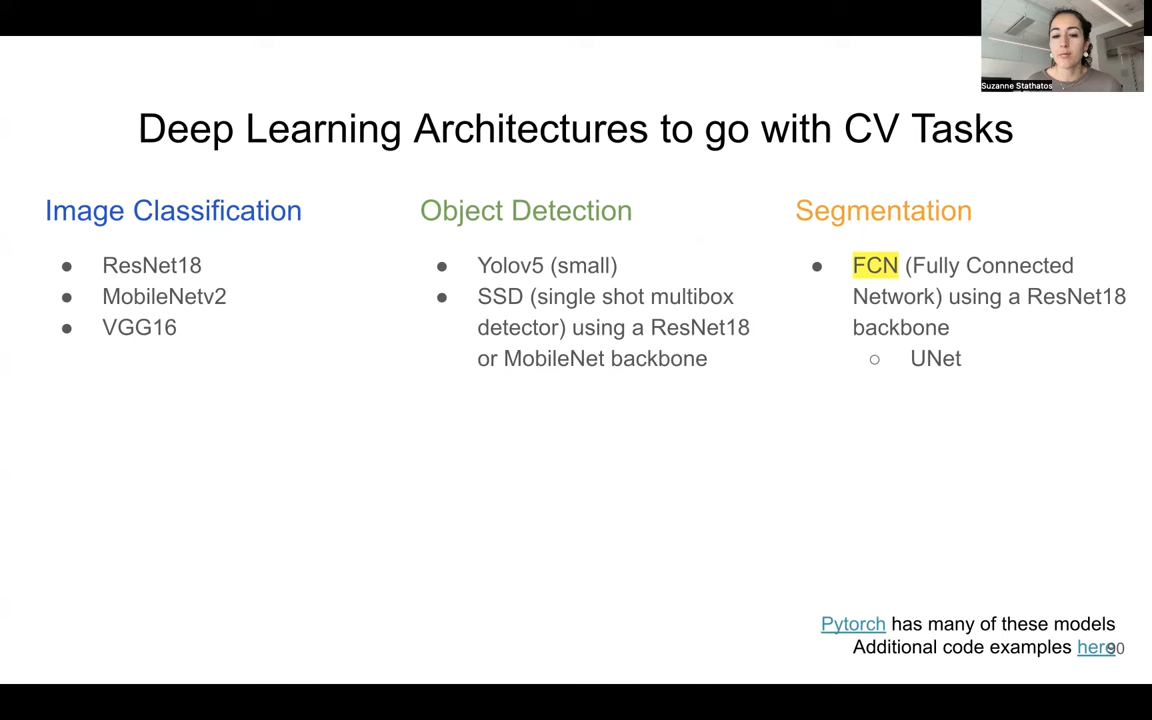 Suzanne Stathatos
Deep Learning Architectures to go with CV Tasks
Image Classification
● ResNet18
● MobileNetv2
● VGG16
Object Detection
● Yolov5 (small)
● SSD (single shot multibox
detector) using a ResNet18
or MobileNet backbone
Segmentation
● FCN (Fully Connected
Network) using a ResNet18
backbone
○ UNet
Pytorch has many of these models
Additional code examples here
90